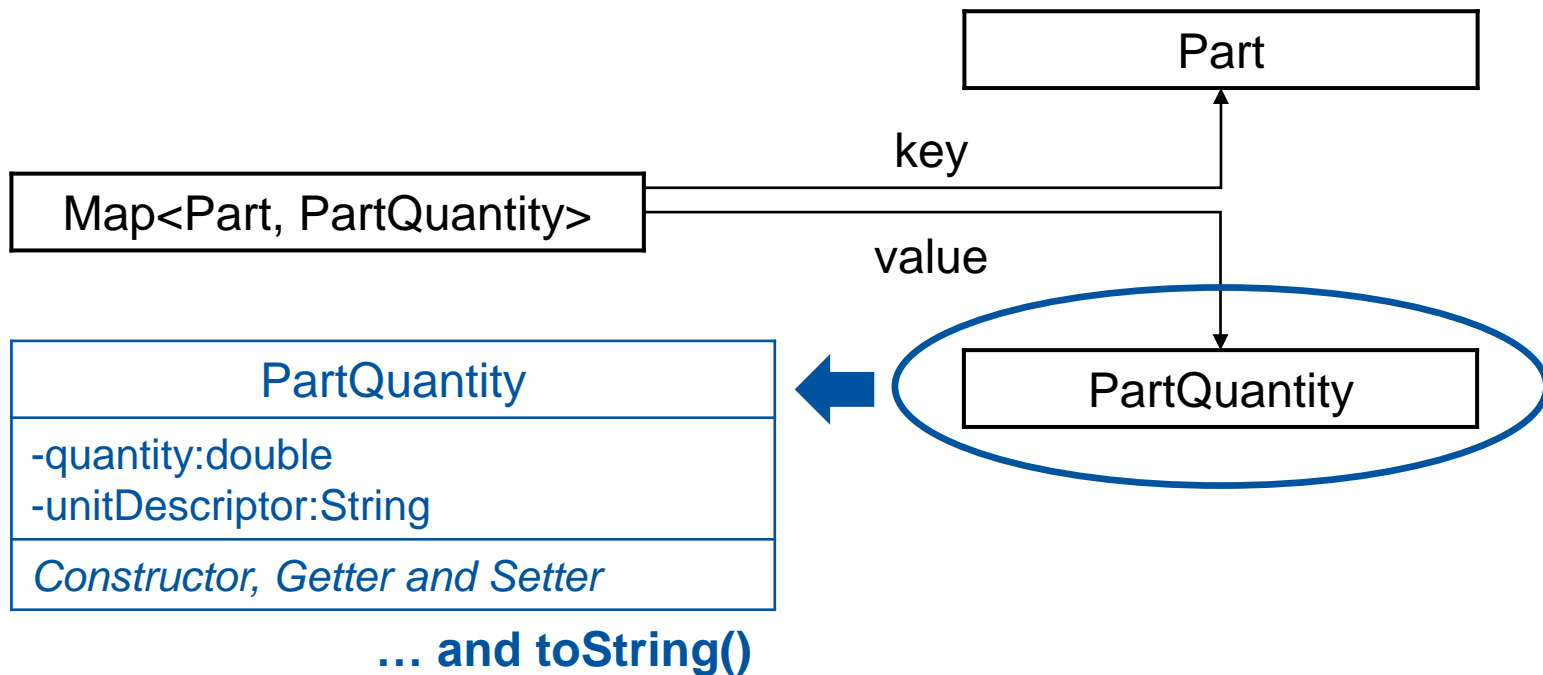 Part
key
Map<Part, PartQuantity>
value
PartQuantity
PartQuantity
-quantity:double
-unitDescriptor:String
Constructor, Getter and Setter
… and toString()